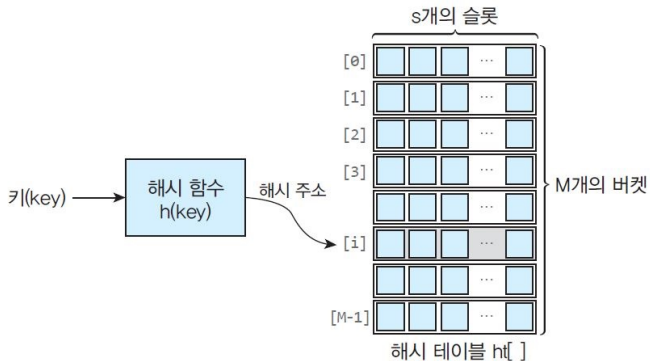 s개의 슬롯
[0] ...
[1] ...
[2] ...
[3] ...
...
[i] ...
...
[M-1] ...
키(key)
해시 함수
h(key)
해시 주소
M개의 버켓
해시 테이블 ht[ ]